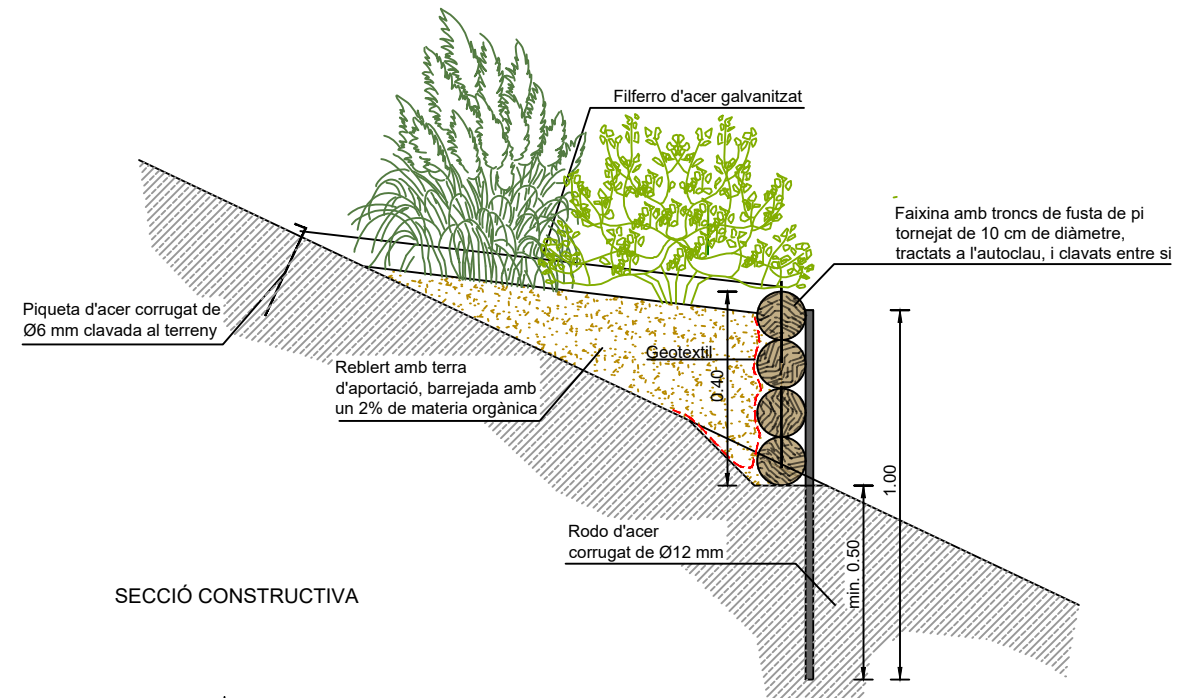 Filferro d'acer galvanitzat
Faixina amb troncs de fusta de pi
tornejat de 10 cm de diàmetre,
tractats a l'autoclau, i clavats entre si
Piqueta d'acer corrugat de
Ø6 mm clavada al terreny
Geotextil
0.40
Reblert amb terra
d'aportació, barrejada amb
un 2% de materia orgànica
1.00
Rodo d'acer
corrugat de Ø12 mm
min. 0.50
SECCIÓ CONSTRUCTIVA